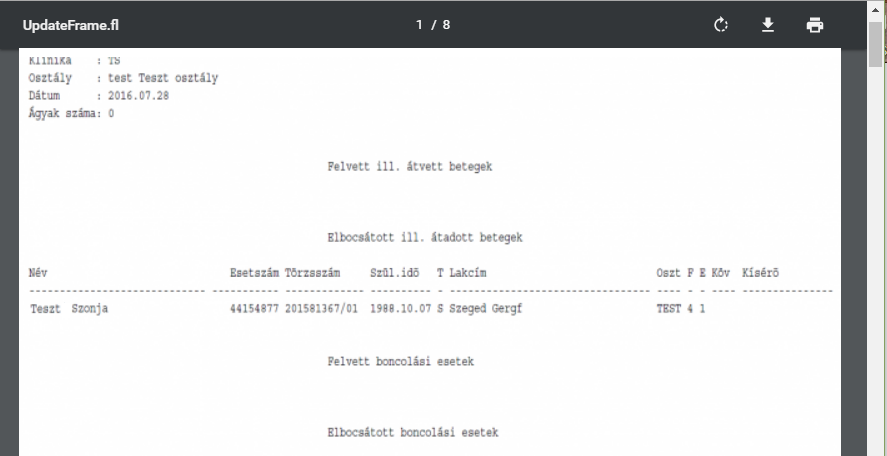 UpdateFrame.fl 1 / 8
Klinika : TS
Osztály : test Teszt osztály
Dátum : 2016.07.28
Ágyak száma: 0
Felvett ill. átvett betegek
Elbocsátott ill. átadott betegek
Név Esetszám Törzsszám Szül.idő T Lakcím Oszt F E Köv Kísérő
Teszt Szonja 44154877 201581367/01 1988.10.07 S Szeged Gergf TEST 4 1
Felvett boncolási esetek
Elbocsátott boncolási esetek